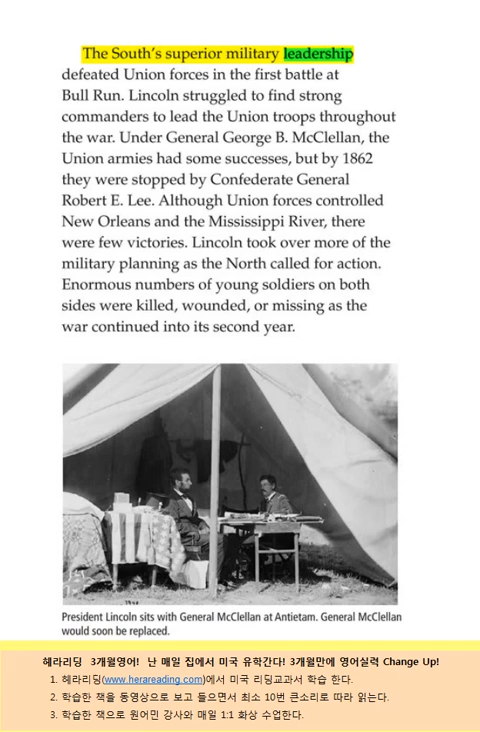 The South's superior military leadership
defeated Union forces in the first battle at
Bull Run. Lincoln struggled to find strong
commanders to lead the Union troops throughout
the war. Under General George B. McClellan, the
Union armies had some successes, but by 1862
they were stopped by Confederate General
Robert E. Lee. Although Union forces controlled
New Orleans and the Mississippi River, there
were few victories. Lincoln took over more of the
military planning as the North called for action.
Enormous numbers of young soldiers on both
sides were killed, wounded, or missing as the
war continued into its second year.
President Lincoln sits with General McClellan at Antietam. General McClellan
would soon be replaced.
헤라리딩 3개월영어! 난 매일 집에서 미국 유학간다! 3개월만에 영어실력 Change Up!
1. 헤라리딩(www.herareading.com)에서 미국 리딩교과서 학습 한다.
2. 학습한 책을 동영상으로 보고 들으면서 최소 10번 큰소리로 따라 읽는다.
3. 학습한 책으로 원어민 강사와 매일 1:1 화상 수업한다.